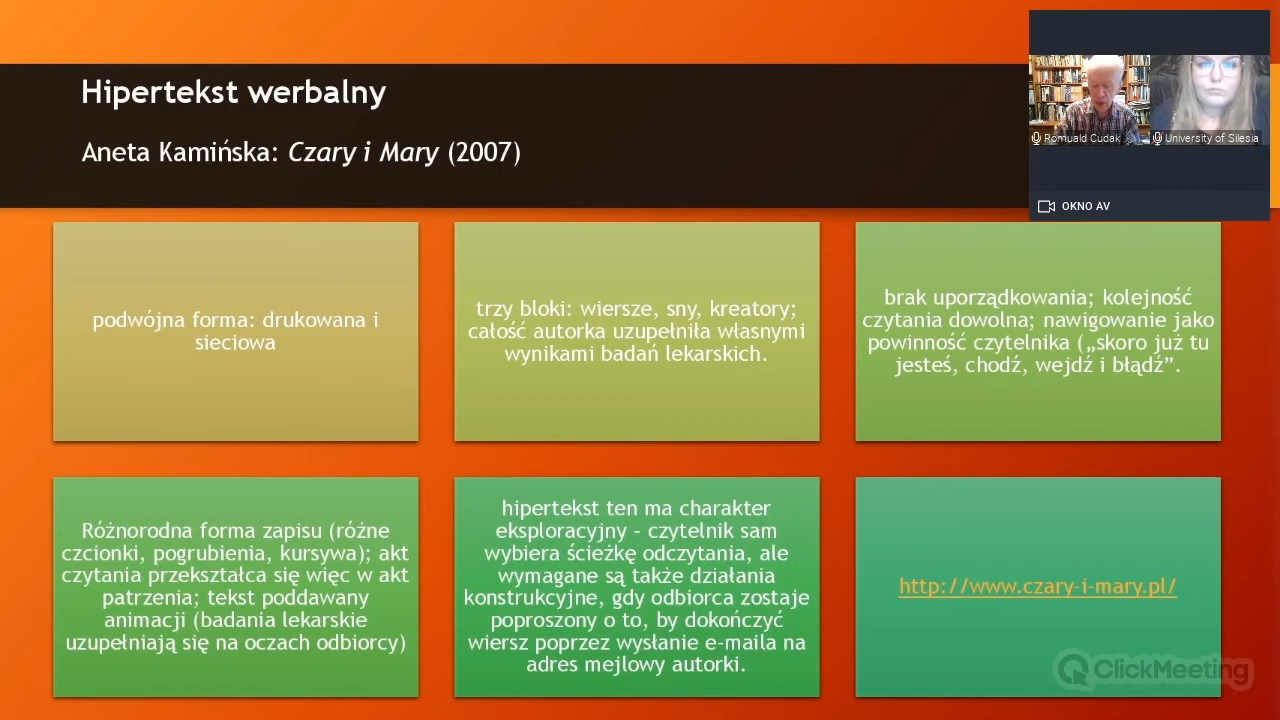 Hipertekst werbalny
Aneta Kamińska: Czary i Mary (2007)
Romuald Cudak
University of Silesia
OKNO AV
podwójna forma: drukowana i
sieciowa
trzy bloki: wiersze, sny, kreatory;
całość autorka uzupełniła własnymi
wynikami badań lekarskich.
brak uporządkowania; kolejność
czytania dowolna; nawigowanie jako
powinność czytelnika („skoro już tu
jesteś, chodź, wejdź i błądź”.
Różnorodna forma zapisu (różne
czcionki, pogrubienia, kursywa); akt
czytania przekształca się więc w akt
patrzenia; tekst poddawany
animacji (badania lekarskie
uzupełniają się na oczach odbiorcy)
hipertekst ten ma charakter
eksploracyjny – czytelnik sam
wybiera ścieżkę odczytania, ale
wymagane są także działania
konstrukcyjne, gdy odbiorca zostaje
poproszony o to, by dokończyć
wiersz poprzez wysłanie e-maila na
adres mejlowy autorki.
http://www.czary-i-mary.pl/
ClickMeeting